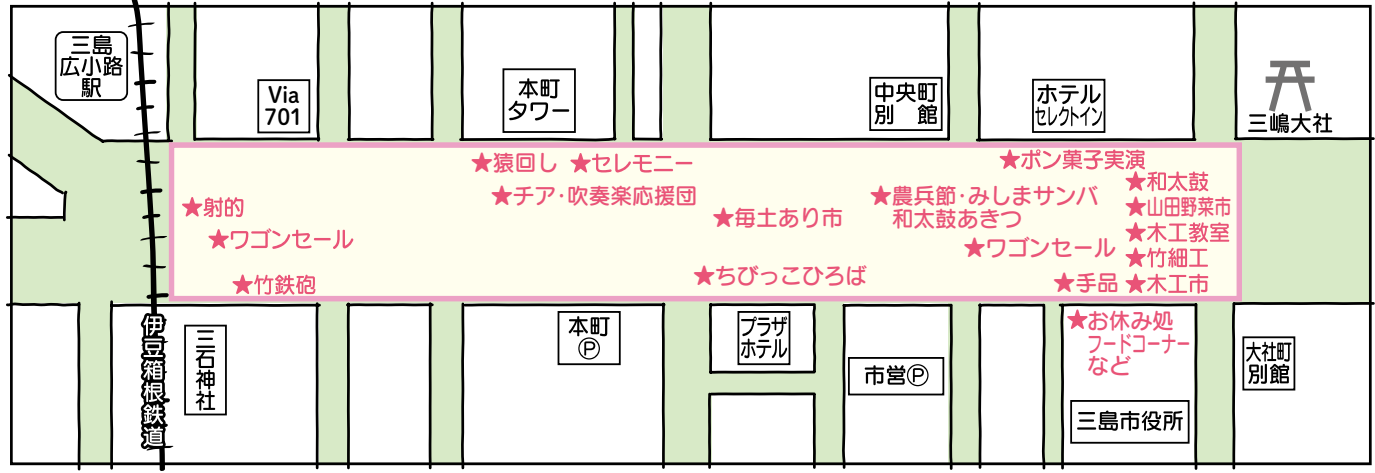 三島
広小路
駅
Via
701
本町
タワー
中央町
別　館
ホテル
セレクトイン
三嶋大社
★猿回し
★セレモニー
★チア・吹奏楽応援団
★射的
★ワゴンセール
★竹鉄砲
★毎土あり市
★ちびっこひろば
★農兵節・みしまサンバ
和太鼓あきつ
★ワゴンセール
★ポン菓子実演
★和太鼓
★山田野菜市
★木工教室
★竹細工
★手品
★木工市
★お休み処
フードコーナー
など
伊豆箱根鉄道
三石神社
本町
Ⓟ
プラザ
ホテル
市営Ⓟ
三島市役所
大社町
別館